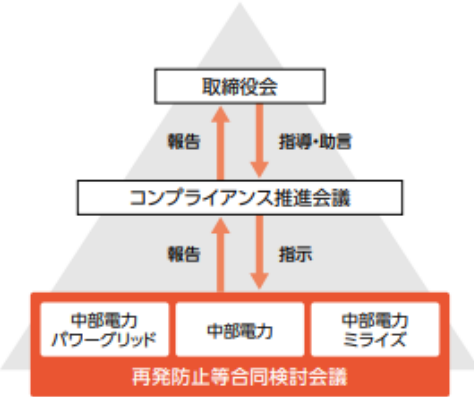 取締役会
報告
指導・助言
コンプライアンス推進会議
報告
指示
中部電力
パワーグリッド
中部電力
中部電力
ミライズ
再発防止等合同検討会議